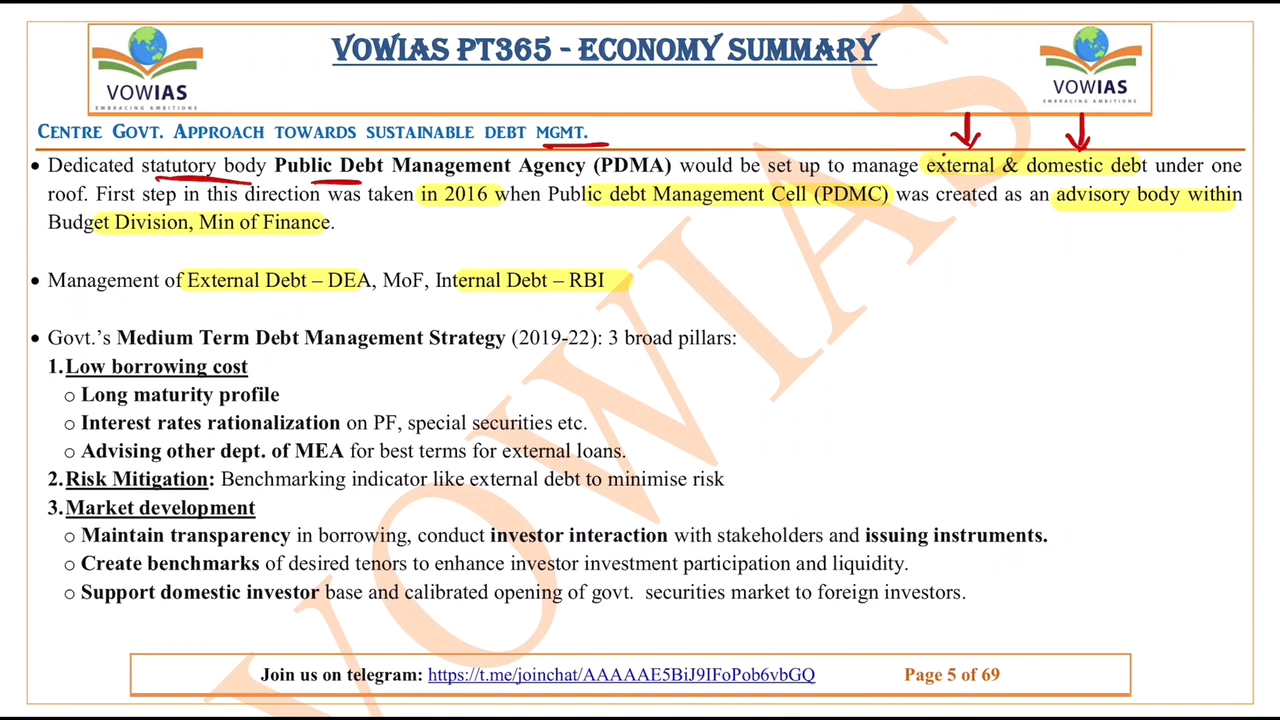 VOWIAS
EMBRACING AMBITIONS
VOWIAS PT365 - ECONOMY SUMMARY
VOWIAS
EMBRACING AMBITIONS
CENTRE GOVT. APPROACH TOWARDS SUSTAINABLE DEBT MGMT.
• Dedicated statutory body Public Debt Management Agency (PDMA) would be set up to manage external & domestic debt under one
roof. First step in this direction was taken in 2016 when Public debt Management Cell (PDMC) was created as an advisory body within
Budget Division, Min of Finance.
• Management of External Debt – DEA, MoF, Internal Debt – RBI
• Govt.'s Medium Term Debt Management Strategy (2019-22): 3 broad pillars:
1. Low borrowing cost
o Long maturity profile
o Interest rates rationalization on PF, special securities etc.
o Advising other dept. of MEA for best terms for external loans.
2. Risk Mitigation: Benchmarking indicator like external debt to minimise risk
3. Market development
o Maintain transparency in borrowing, conduct investor interaction with stakeholders and issuing instruments.
o Create benchmarks of desired tenors to enhance investor investment participation and liquidity.
o Support domestic investor base and calibrated opening of govt. securities market to foreign investors.
VOWIAS
Join us on telegram: https://t.me/joinchat/AAAAAE5BiJ9IFoPob6vbGQ
Page 5 of 69